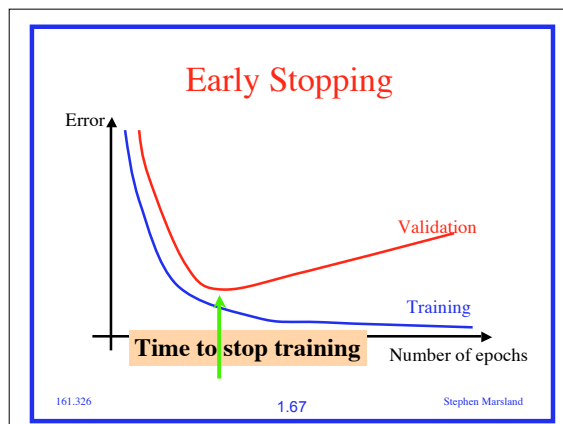 Early Stopping
Error
Validation
Training
Time to stop training
Number of epochs
161.326
1.67
Stephen Marsland